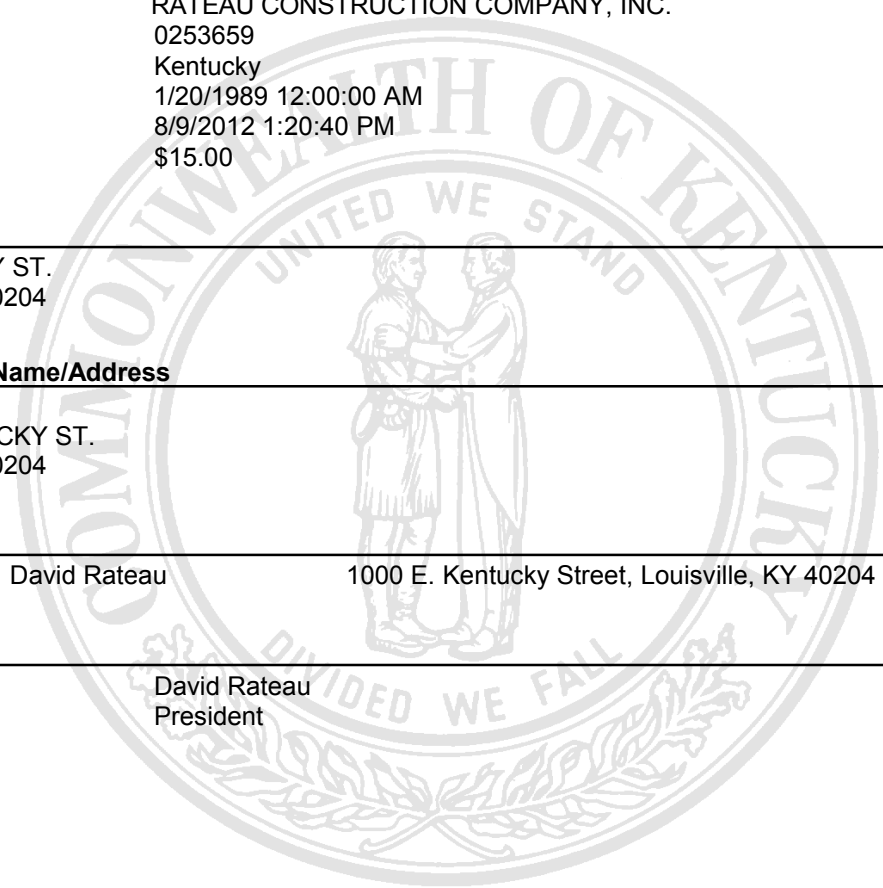 RATEAU CONSTRUCTION COMPANY, INC.
0253659
Kentucky
1/20/1989 12:00:00 AM
8/9/2012 1:20:40 PM
$15.00
COMMONWEALTH OF KENTUCKY
UNITED WE STAND
Y ST.
0204
Name/Address
CKY ST.
0204
David Rateau 1000 E. Kentucky Street, Louisville, KY 40204
DIVIDED WE FALL
David Rateau
President